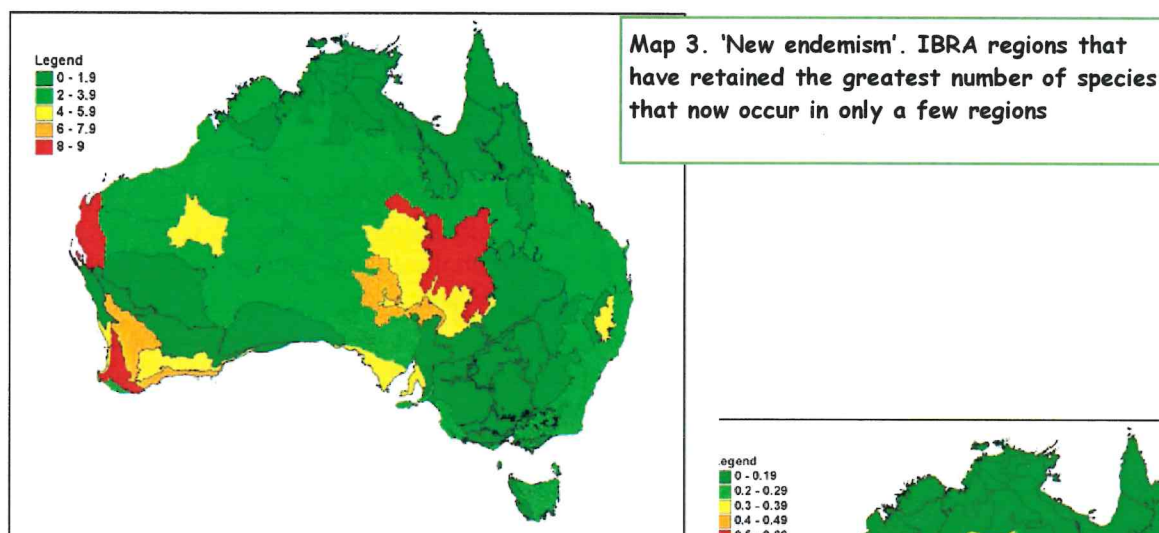 Map 3. 'New endemism'. IBRA regions that
have retained the greatest number of species
that now occur in only a few regions
Legend
0 - 1.9
2 - 3.9
4 - 5.9
6 - 7.9
8 - 9
egend
0 - 0.19
0.2 - 0.29
0.3 - 0.39
0.4 - 0.49